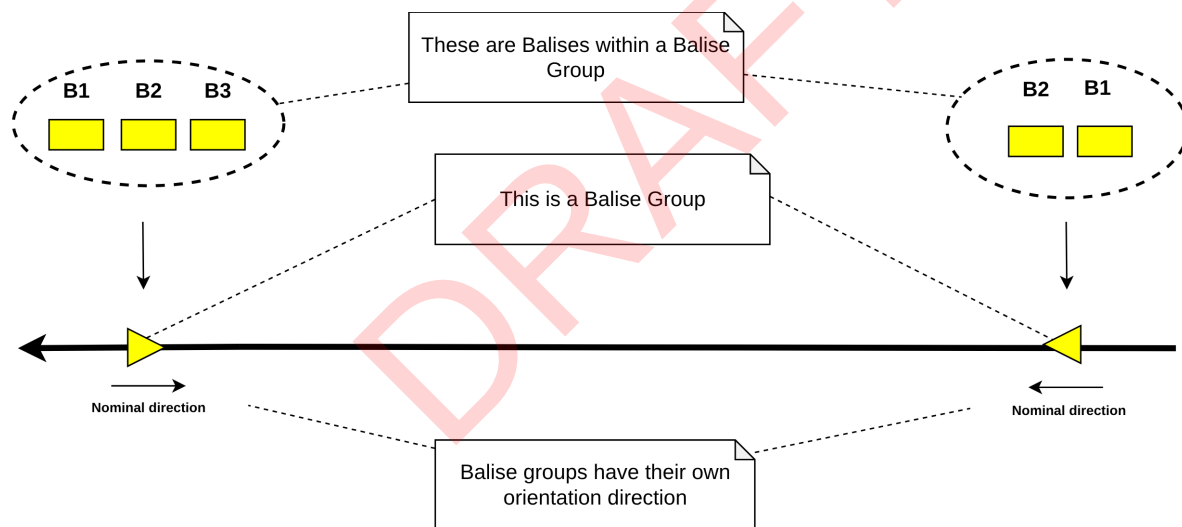 These are Balises within a Balise
Group
B1 B2 B3
B2 B1
This is a Balise Group
Nominal direction
Nominal direction
Balise groups have their own
orientation direction
DRAF